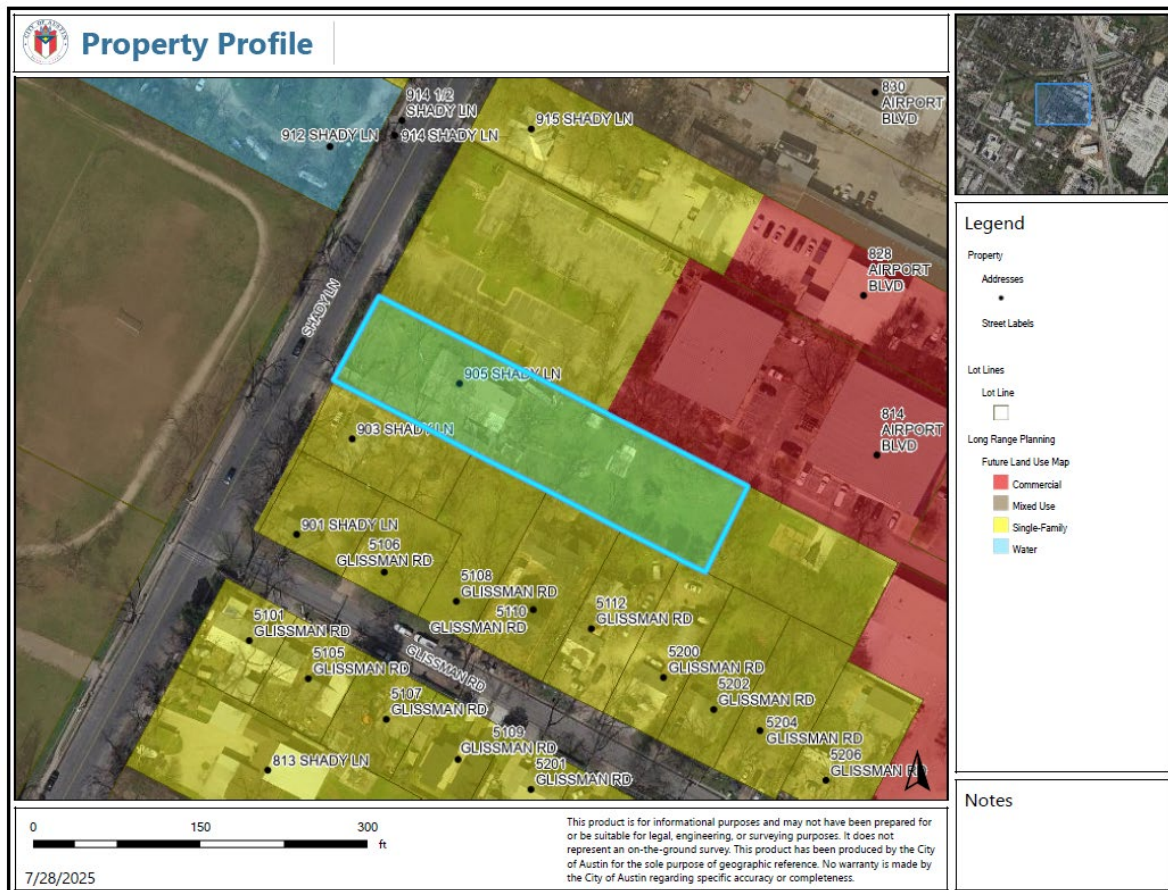 CITY OF AUSTIN
Property Profile
914 1/2
SHADY LN
914 SHADY LN
912 SHADY LN
915 SHADY LN
830
AIRPORT
BLVD
828
AIRPORT
BLVD
SHADY LN
905 SHADY LN
903 SHADY LN
814
AIRPORT
BLVD
901 SHADY LN
5106
GLISSMAN RD
5108
GLISSMAN RD
5110
GLISSMAN RD
5112
GLISSMAN RD
5101
GLISSMAN RD
GLISSMAN RD
5200
GLISSMAN RD
5105
GLISSMAN RD
5202
GLISSMAN RD
5107
GLISSMAN RD
5204
GLISSMAN RD
5109
GLISSMAN RD
5206
GLISSMAN RD
813 SHADY LN
5201
GLISSMAN RD
Legend
Property
Addresses
Street Labels
Lot Lines
Lot Line
Long Range Planning
Future Land Use Map
Commercial
Mixed Use
Single-Family
Water
Notes
0 150 300
ft
7/28/2025
This product is for informational purposes and may not have been prepared for
or be suitable for legal, engineering, or surveying purposes. It does not
represent an on-the-ground survey. This product has been produced by the City
of Austin for the sole purpose of geographic reference. No warranty is made by
the City of Austin regarding specific accuracy or completeness.